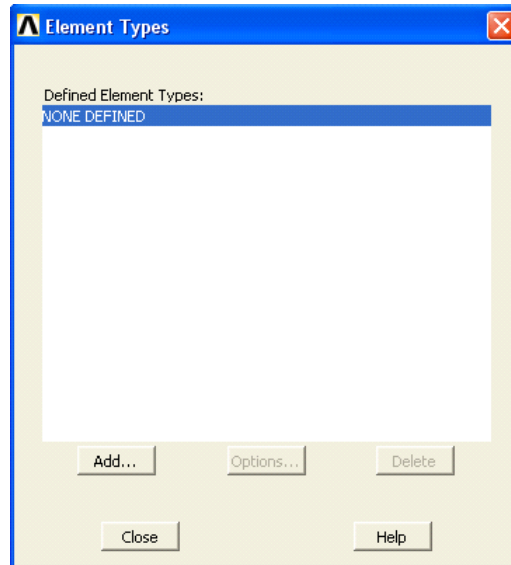 Element Types
Defined Element Types:
NONE DEFINED
Add... Options... Delete
Close Help